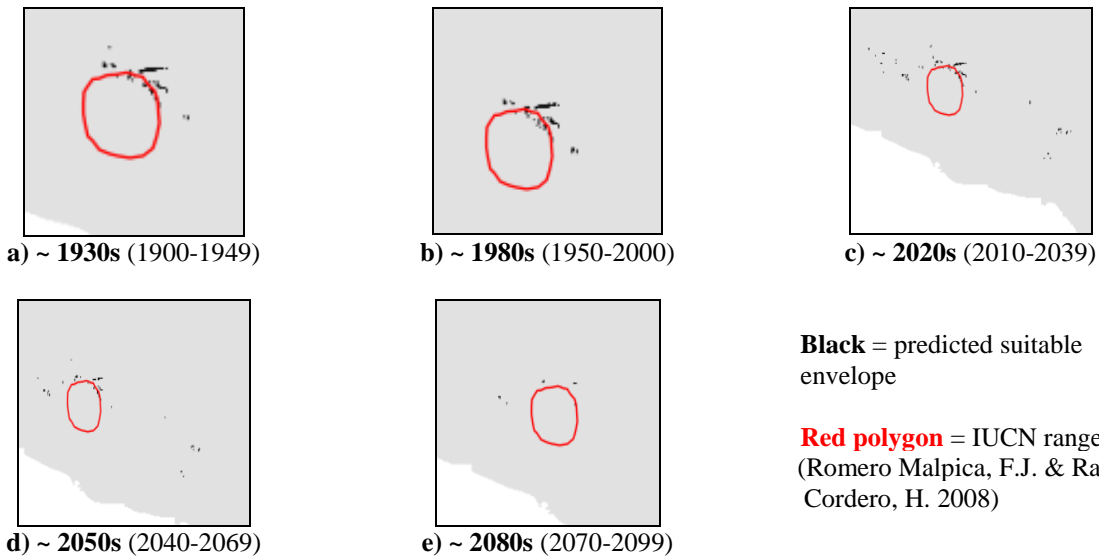 a) ~ 1930s (1900-1949)
b) ~ 1980s (1950-2000)
c) ~ 2020s (2010-2039)
d) ~ 2050s (2040-2069)
e) ~ 2080s (2070-2099)
Black = predicted suitable
envelope
Red polygon = IUCN range
(Romero Malpica, F.J. & Ra
Cordero, H. 2008)